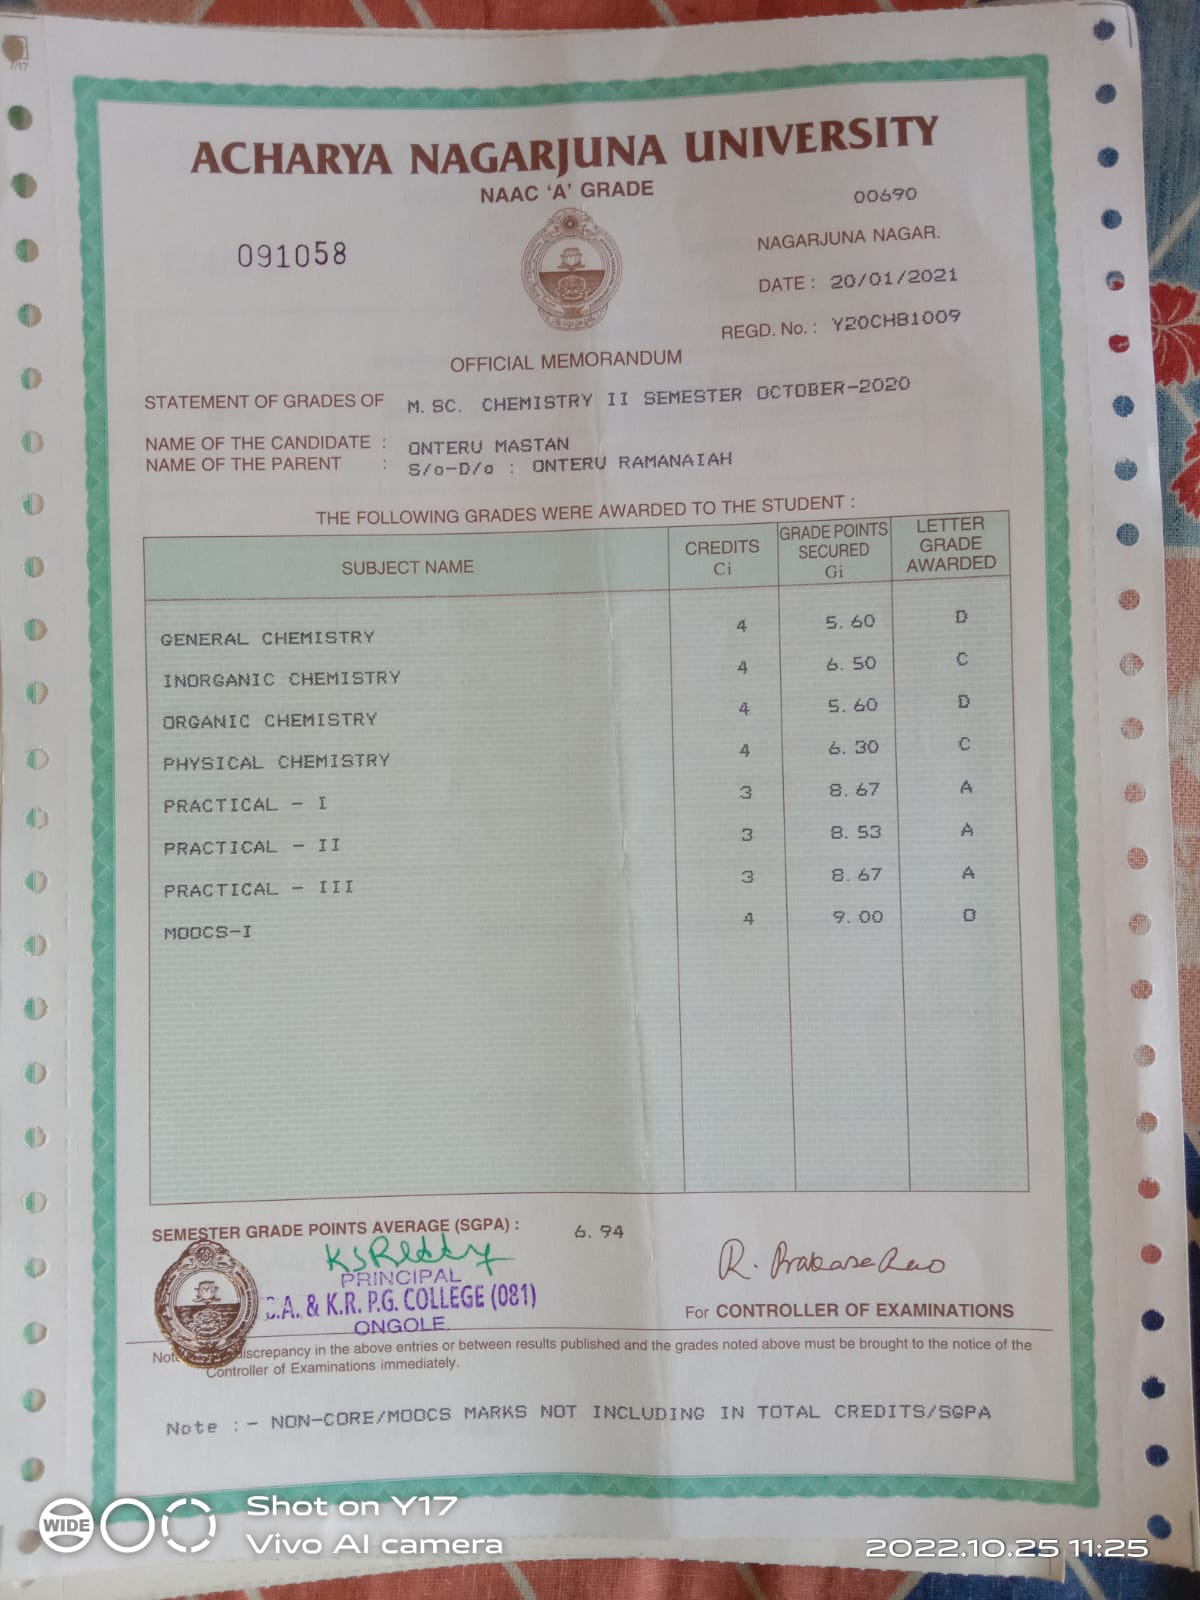 ACHARYA NAGARJUNA UNIVERSITY
NAAC 'A' GRADE
00690
091058
NAGARJUNA NAGAR.
DATE : 20/01/2021
REGD. No. : Y20CHB1009
OFFICIAL MEMORANDUM
STATEMENT OF GRADES OF M. SC. CHEMISTRY II SEMESTER OCTOBER-2020
NAME OF THE CANDIDATE : ONTERU MASTAN
NAME OF THE PARENT : S/o-D/o : ONTERU RAMANAIAH
THE FOLLOWING GRADES WERE AWARDED TO THE STUDENT :
SUBJECT NAME CREDITS Ci GRADE POINTS SECURED Gi LETTER GRADE AWARDED
GENERAL CHEMISTRY 4 5.60 D
INORGANIC CHEMISTRY 4 6.50 C
ORGANIC CHEMISTRY 4 5.60 D
PHYSICAL CHEMISTRY 4 6.30 C
PRACTICAL - I 3 8.67 A
PRACTICAL - II 3 8.53 A
PRACTICAL - III 3 8.67 A
MOOCS-I 4 9.00 O
SEMESTER GRADE POINTS AVERAGE (SGPA) : 6.94
KSReddy
PRINCIPAL
.A. & K.R. P.G. COLLEGE (081)
ONGOLE
R. Prakasa Rao
For CONTROLLER OF EXAMINATIONS
Not discrepancy in the above entries or between results published and the grades noted above must be brought to the notice of the
Controller of Examinations immediately.
Note :- NON-CORE/MOOCS MARKS NOT INCLUDING IN TOTAL CREDITS/SGPA
WIDE
Shot on Y17
Vivo AI camera
2022.10.25 11:25